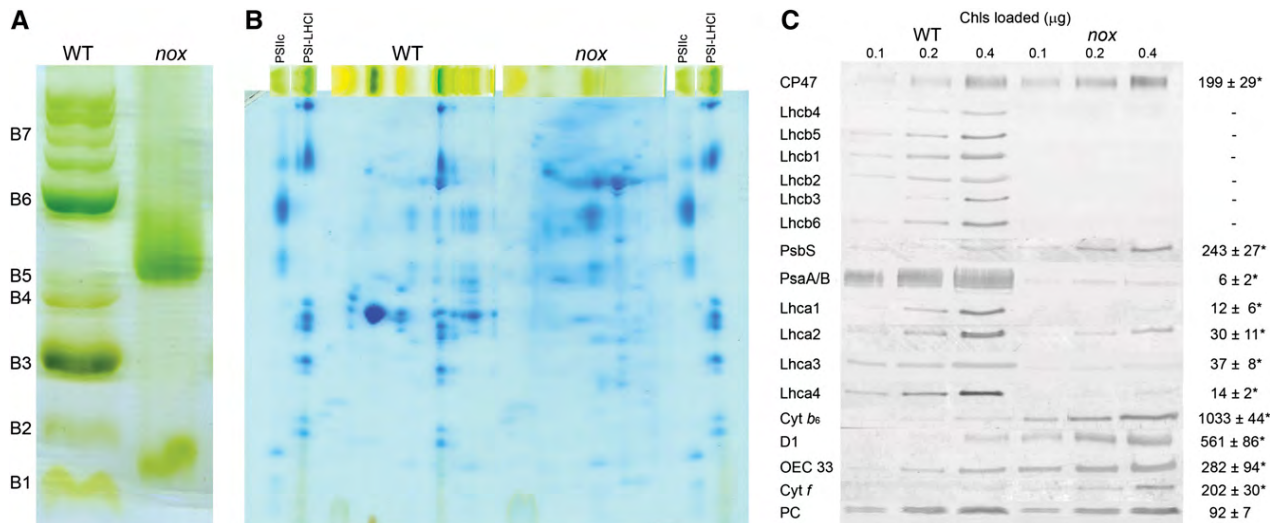 A
WT nox
B7
B6
B5
B4
B3
B2
B1
B
PSIIc
PSI-LHCI
WT
nox
PSIIc
PSI-LHCI
C
Chls loaded (µg)
WT nox
0.1 0.2 0.4 0.1 0.2 0.4
CP47 199 ± 29*
Lhcb4 -
Lhcb5 -
Lhcb1 -
Lhcb2 -
Lhcb3 -
Lhcb6 -
PsbS 243 ± 27*
PsaA/B 6 ± 2*
Lhca1 12 ± 6*
Lhca2 30 ± 11*
Lhca3 37 ± 8*
Lhca4 14 ± 2*
Cyt b6 1033 ± 44*
D1 561 ± 86*
OEC 33 282 ± 94*
Cyt f 202 ± 30*
PC 92 ± 7